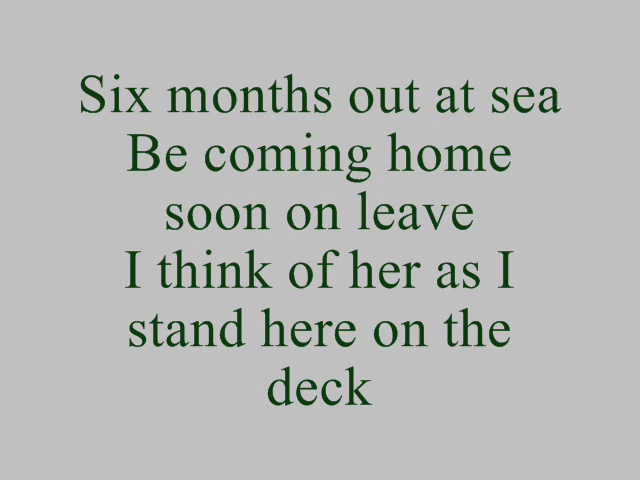 Six months out at sea
Be coming home
soon on leave
I think of her as I
stand here on the
deck